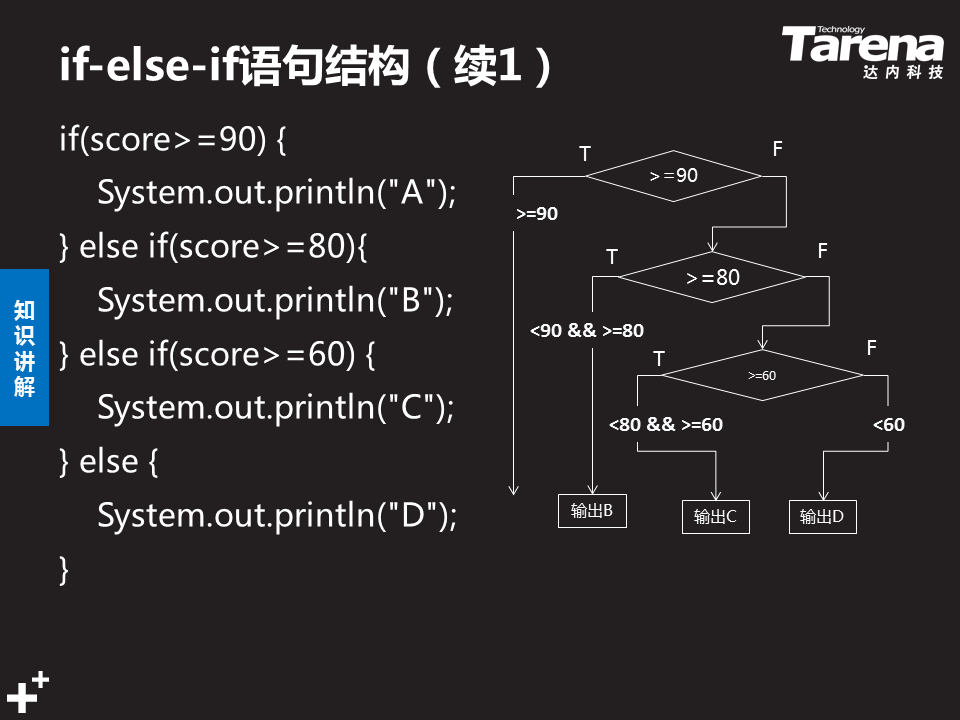 if-else-if语句结构（续1）
Technology
Tarena
达内科技
if(score>=90) {
System.out.println("A");
} else if(score>=80){
System.out.println("B");
} else if(score>=60) {
System.out.println("C");
} else {
System.out.println("D");
}
知
识
讲
解
T
F
>=90
>=90
T
F
>=80
<90 && >=80
T
F
>=60
<80 && >=60
<60
输出B
输出C
输出D